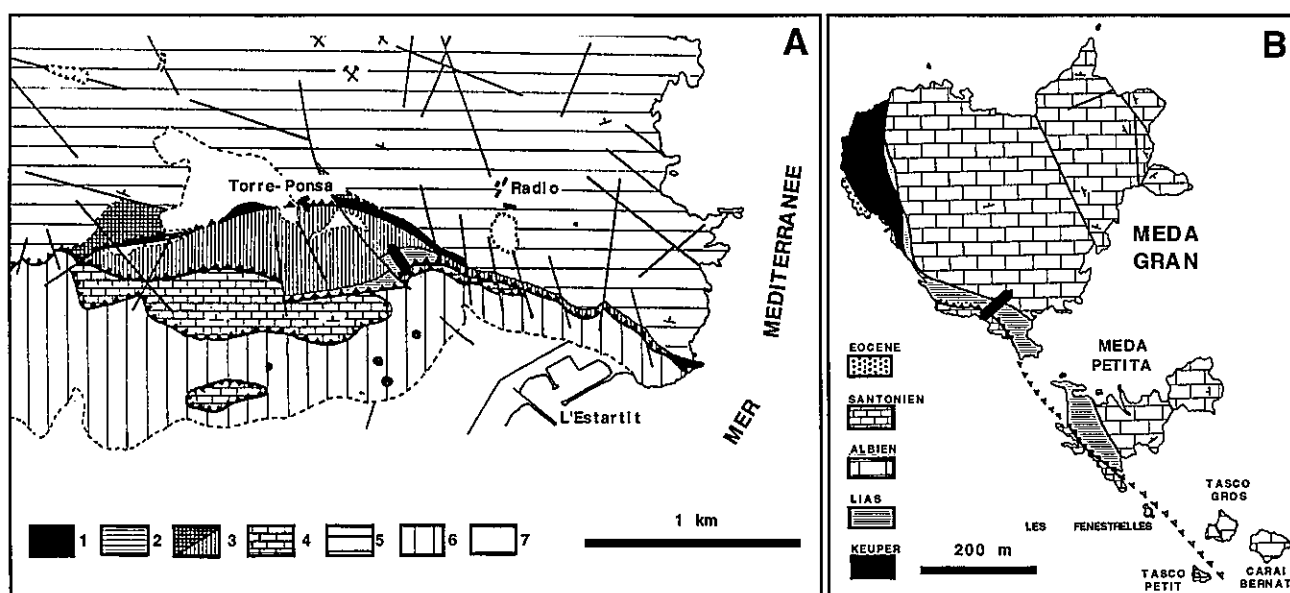 A
Torre-Ponsa
Radio
MER MEDITERRANEE
L'Estartit
1 2 3 4 5 6 7
1 km
B
MEDA
GRAN
MEDA
PETITA
EOCENE
SANTONIEN
ALBIEN
LIAS
KEUPER
LES FENESTRELLES
200 m
TASCO
GROS
TASCO
PETIT
CARAI
BERNAT